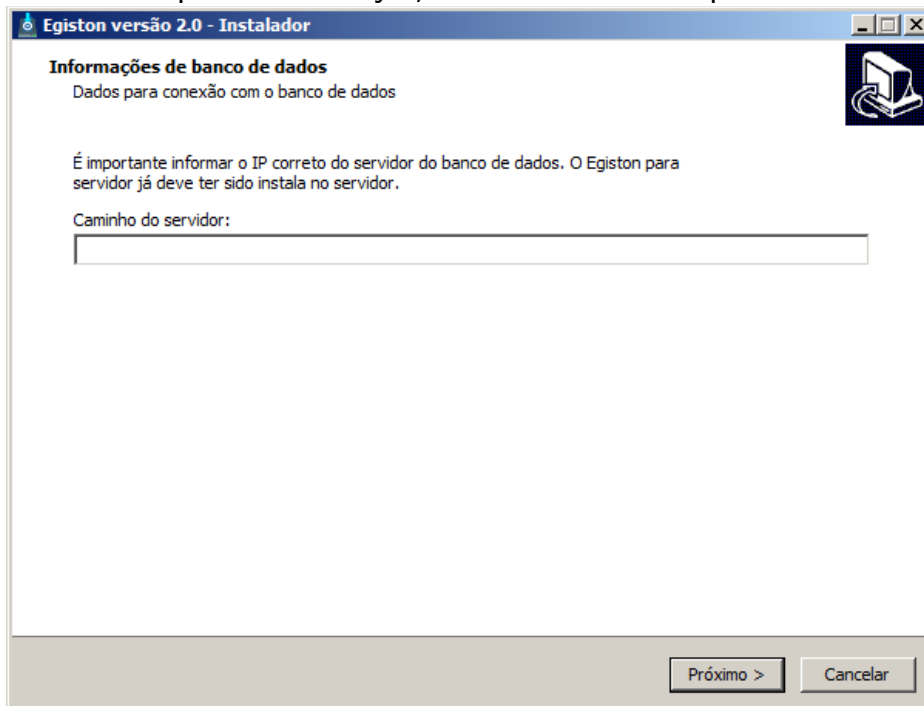 Egiston versão 2.0 - Instalador
Informações de banco de dados
Dados para conexão com o banco de dados
É importante informar o IP correto do servidor do banco de dados. O Egiston para
servidor já deve ter sido instala no servidor.
Caminho do servidor:
Próximo >
Cancelar